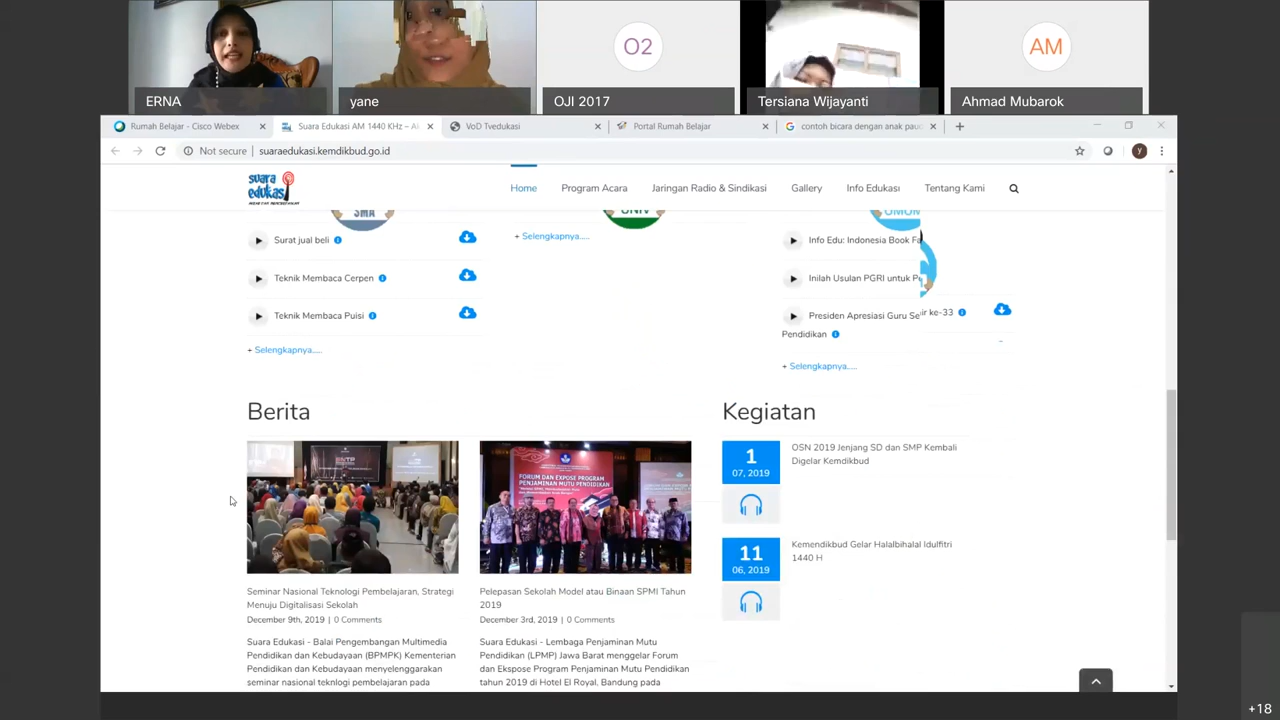 ERNA
yane
O2
OJI 2017
Tersiana Wijayanti
AM
Ahmad Mubarok
Rumah Belajar - Cisco Webex
Suara Edukasi AM 1440 KHz – A
VoD Tvedukasi
Portal Rumah Belajar
contoh bicara dengan anak pau
y
Not secure | suaraedukasi.kemdikbud.go.id
suara edukasi
Home
Program Acara
Jaringan Radio & Sindikasi
Gallery
Info Edukasi
Tentang Kami
SMA
UNIV
UMUM
Surat jual beli
Teknik Membaca Cerpen
Teknik Membaca Puisi
+ Selengkapnya.....
+ Selengkapnya.....
Info Edu: Indonesia Book Fa
Inilah Usulan PGRI untuk Pe
ir ke-33
Presiden Apresiasi Guru Se
Pendidikan
+ Selengkapnya.....
Berita
Kegiatan
FORUM DAN EXPOSE PROGRAM
PENJAMINAN MUTU PENDIDIKAN
Seminar Nasional Teknologi Pembelajaran, Strategi
Menuju Digitalisasi Sekolah
December 9th, 2019 | 0 Comments
Suara Edukasi - Balai Pengembangan Multimedia
Pendidikan dan Kebudayaan (BPMPK) Kementerian
Pendidikan dan Kebudayaan menyelenggarakan
seminar nasional teknlogi pembelajaran pada
Pelepasan Sekolah Model atau Binaan SPMI Tahun
2019
December 3rd, 2019 | 0 Comments
Suara Edukasi - Lembaga Penjaminan Mutu
Pendidikan (LPMP) Jawa Barat menggelar Forum
dan Ekspose Program Penjaminan Mutu Pendidikan
tahun 2019 di Hotel El Royal, Bandung pada
1
07, 2019
OSN 2019 Jenjang SD dan SMP Kembali
Digelar Kemdikbud
11
06, 2019
Kemendikbud Gelar Halalbihalal Idulfitri
1440 H
+18